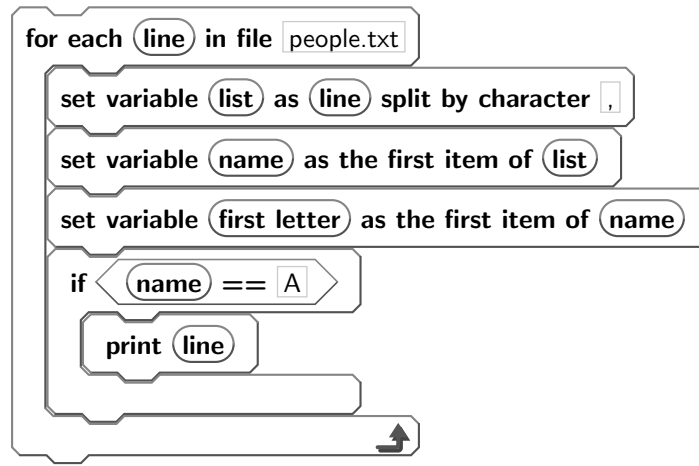 for each line in file people.txt
set variable list as line split by character ,
set variable name as the first item of list
set variable first letter as the first item of name
if name == A
print line